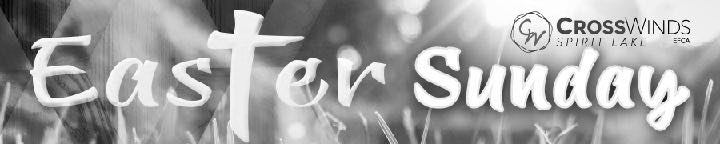 Easter Sunday
CROSSWINDS
SPIRIT LAKE
EFCA